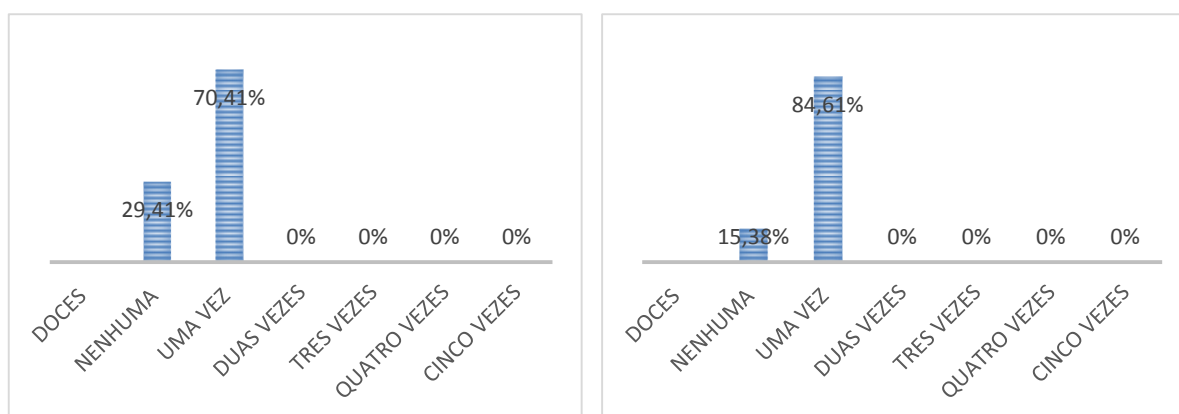 70,41%
29,41%
0%
0%
0%
0%
DOCES
NENHUMA
UMA VEZ
DUAS VEZES
TRES VEZES
QUATRO VEZES
CINCO VEZES
84,61%
15,38%
0%
0%
0%
0%
DOCES
NENHUMA
UMA VEZ
DUAS VEZES
TRES VEZES
QUATRO VEZES
CINCO VEZES